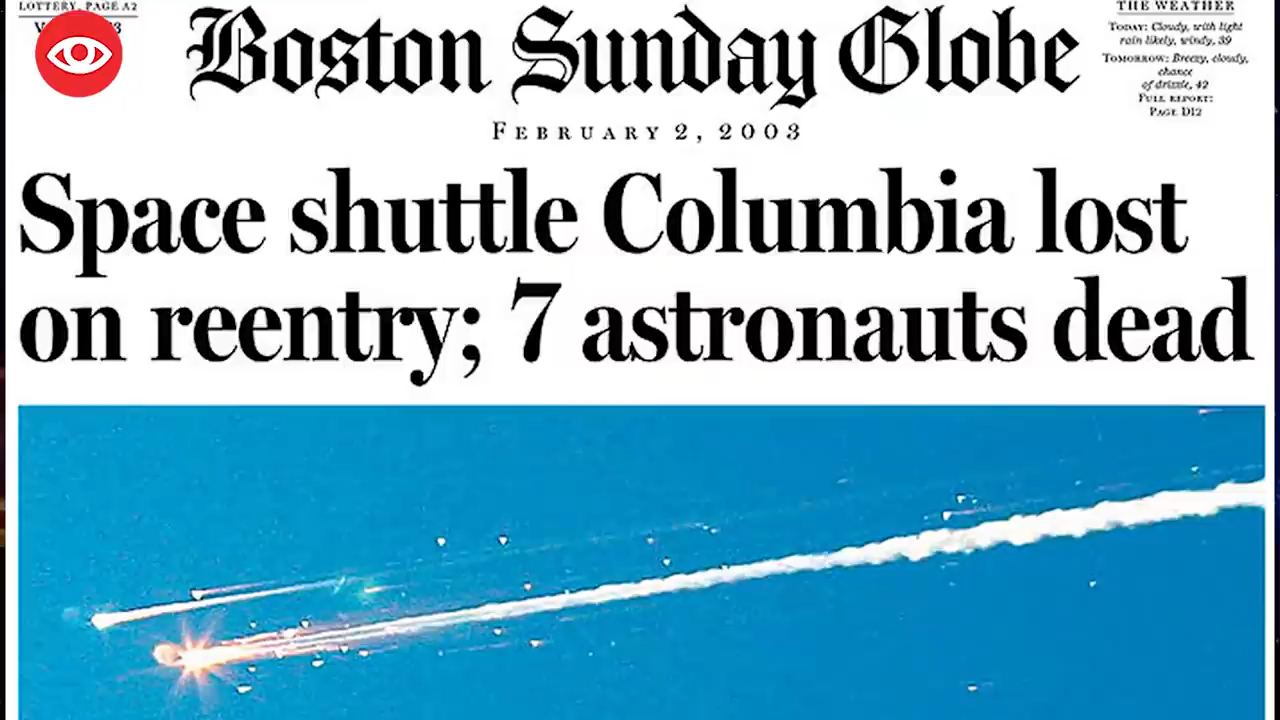 LOTTERY, PAGE A2
Boston Sunday Globe
FEBRUARY 2, 2003
THE WEATHER
TODAY: Cloudy, with light
rain likely, windy, 39
TOMORROW: Breezy, cloudy,
chance
of drizzle, 42
FULL REPORT:
PAGE D12
Space shuttle Columbia lost
on reentry; 7 astronauts dead